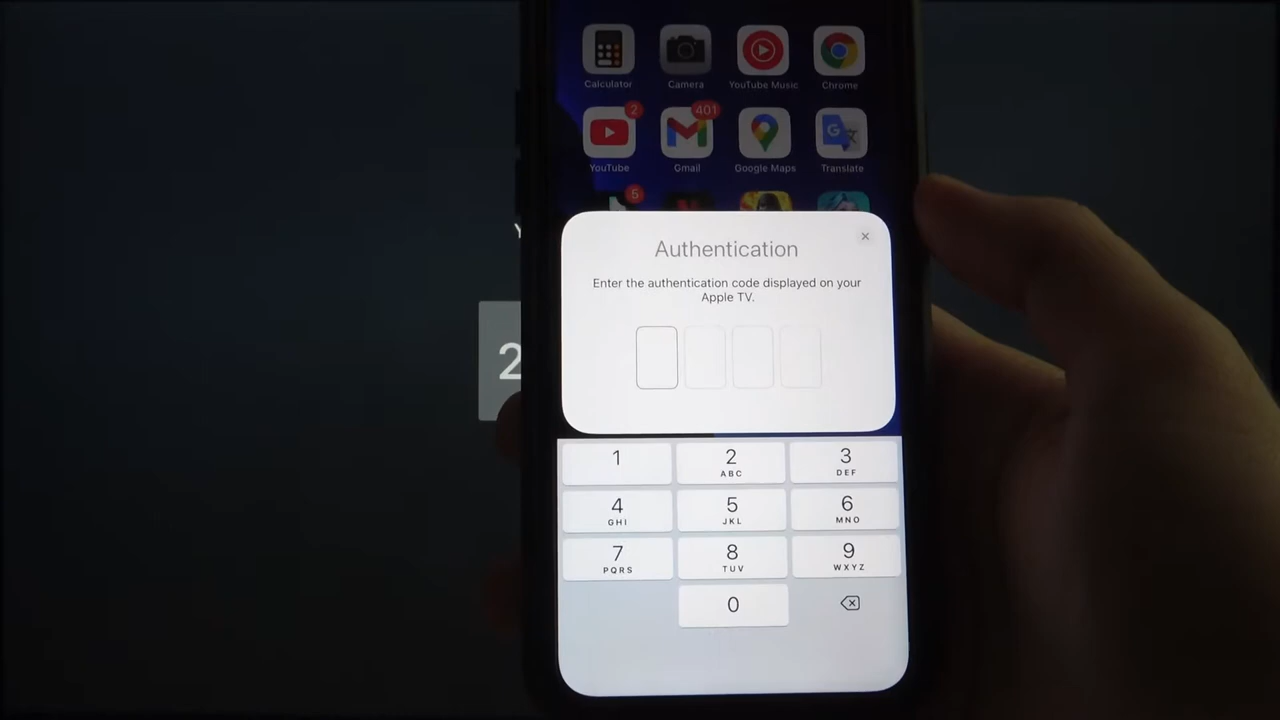 Calculator
Camera
YouTube Music
Chrome
2
401
YouTube
Gmail
Google Maps
Translate
5
Authentication
Enter the authentication code displayed on your
Apple TV.
2
1
2
ABC
3
DEF
4
GHI
5
JKL
6
MNO
7
PQRS
8
TUV
9
WXYZ
0